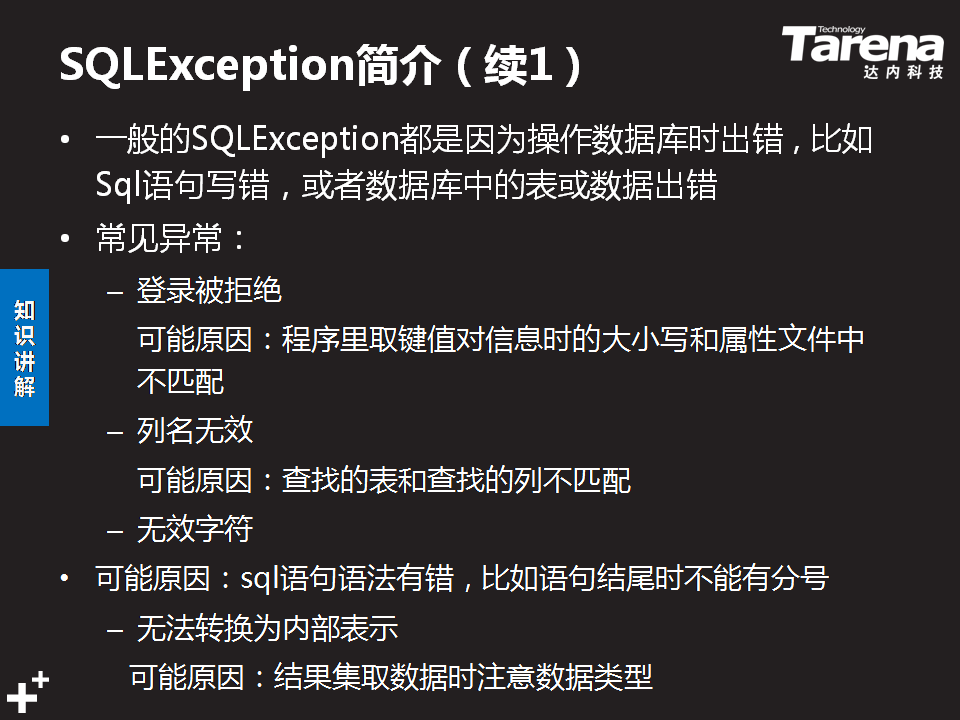 SQLException简介（续1）
Technology
Tarena
达内科技
• 一般的SQLException都是因为操作数据库时出错，比如
Sql语句写错，或者数据库中的表或数据出错
• 常见异常：
– 登录被拒绝
可能原因：程序里取键值对信息时的大小写和属性文件中
不匹配
– 列名无效
可能原因：查找的表和查找的列不匹配
– 无效字符
• 可能原因：sql语句语法有错，比如语句结尾时不能有分号
– 无法转换为内部表示
可能原因：结果集取数据时注意数据类型
知
识
讲
解